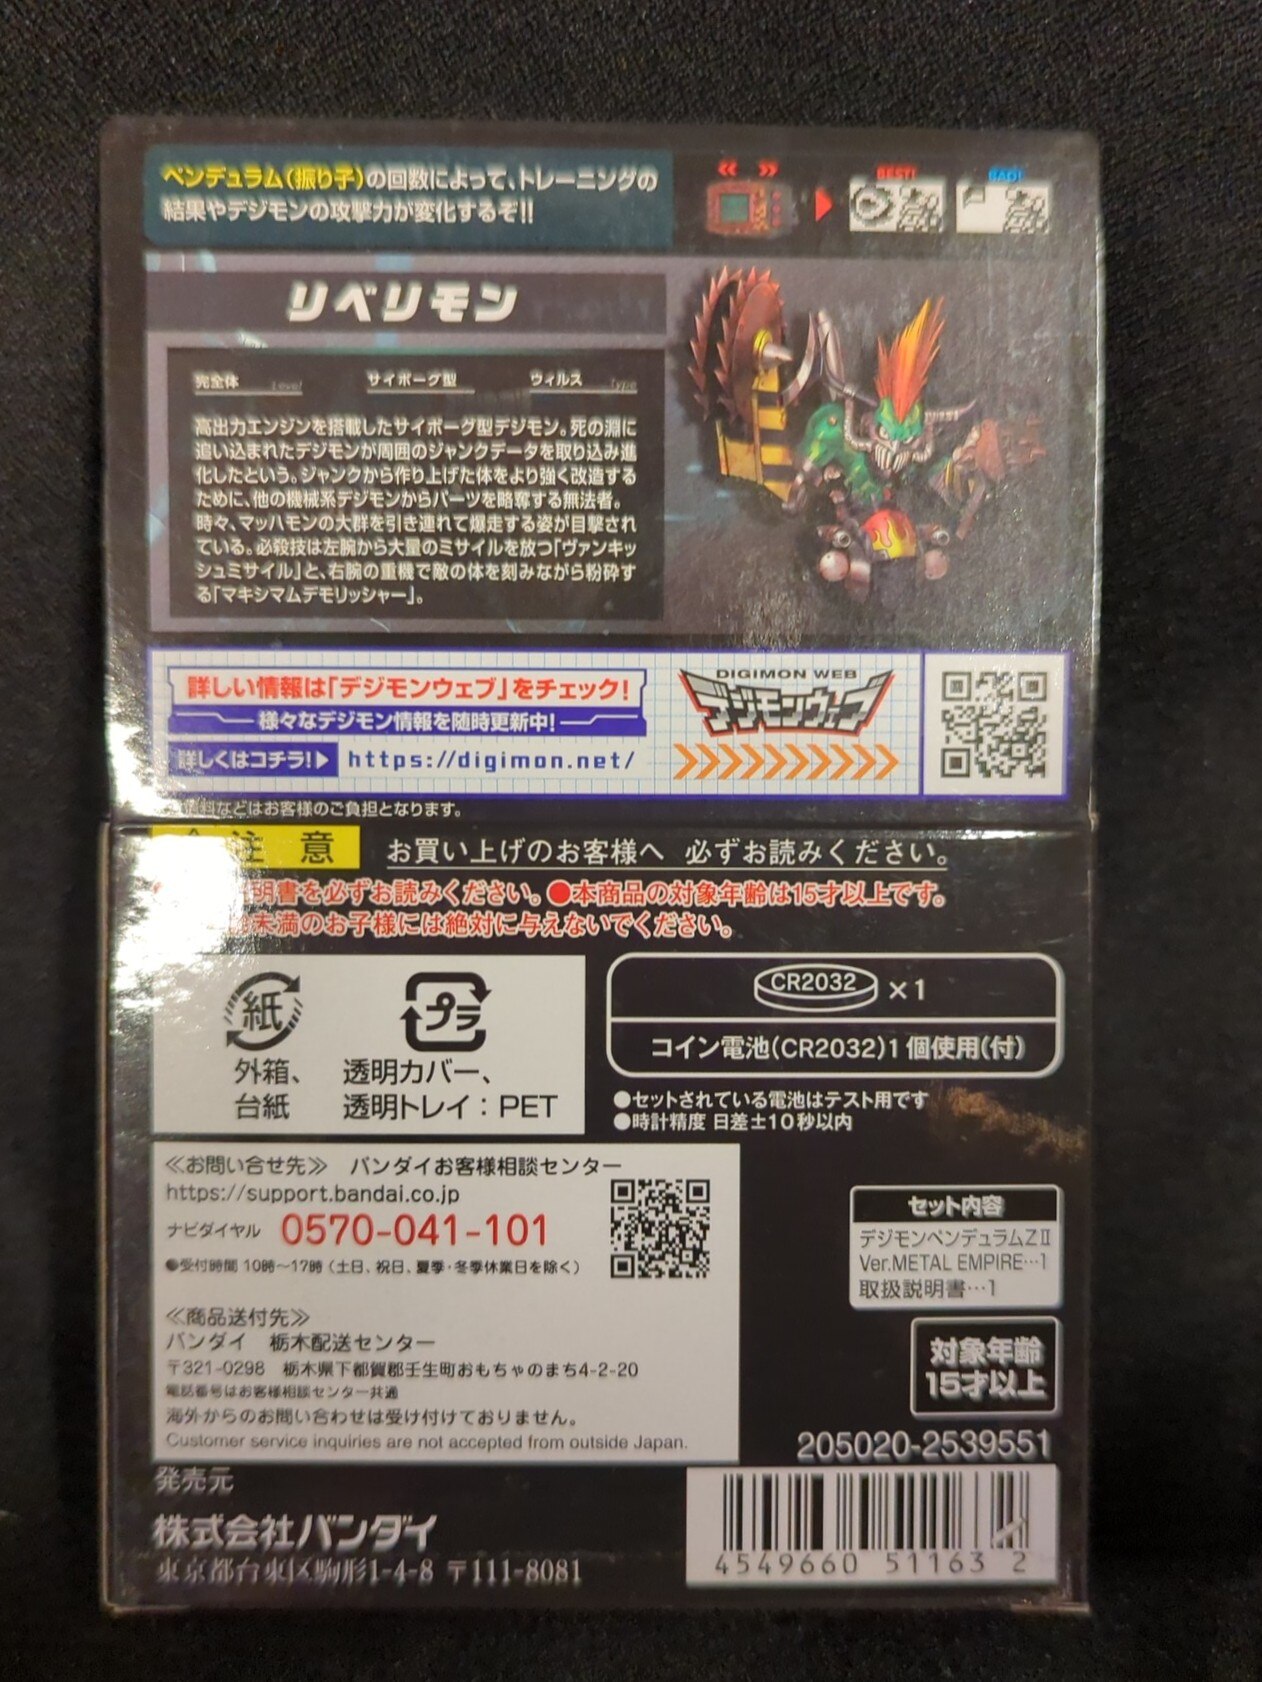 ペンデュラム(振り子)の回数によって、トレーニングの
結果やデジモンの攻撃力が変化するぞ!!
BEST!
BAD!
リベリモン
完全体 Level サイボーグ型 ウィルス Type
高出力エンジンを搭載したサイボーグ型デジモン。死の淵に
追い込まれたデジモンが周囲のジャンクデータを取り込み進
化したという。ジャンクから作り上げた体をより強く改造する
ために、他の機械系デジモンからパーツを略奪する無法者。
時々、マッハモンの大群を引き連れて爆走する姿が目撃され
ている。必殺技は左腕から大量のミサイルを放つ「ヴァンキッ
シュミサイル」と、右腕の重機で敵の体を刻みながら粉砕す
る「マキシマムデモリッシャー」。
詳しい情報は「デジモンウェブ」をチェック!
様々なデジモン情報を随時更新中!
詳しくはコチラ!▶ https://digimon.net/
DIGIMON WEB
デジモンウェブ
などはお客様のご負担となります。
注意 お買い上げのお客様へ 必ずお読みください。
明書を必ずお読みください。●本商品の対象年齢は15才以上です。
未満のお子様には絶対に与えないでください。
紙
外箱、
台紙
プラ
透明カバー、
透明トレイ：PET
CR2032 ×1
コイン電池(CR2032)1個使用(付)
●セットされている電池はテスト用です
●時計精度 日差±10秒以内
≪お問い合せ先≫ バンダイお客様相談センター
https://support.bandai.co.jp
ナビダイヤル 0570-041-101
●受付時間 10時～17時（土日、祝日、夏季・冬季休業日を除く）
≪商品送付先≫
バンダイ 栃木配送センター
〒321-0298 栃木県下都賀郡壬生町おもちゃのまち4-2-20
電話番号はお客様相談センター共通
海外からのお問い合わせは受け付けておりません。
Customer service inquiries are not accepted from outside Japan.
セット内容
デジモンペンデュラムZⅡ
Ver.METAL EMPIRE…1
取扱説明書…1
対象年齢
15才以上
205020-2539551
発売元
株式会社バンダイ
東京都台東区駒形1-4-8 〒111-8081
4549660 51163 2